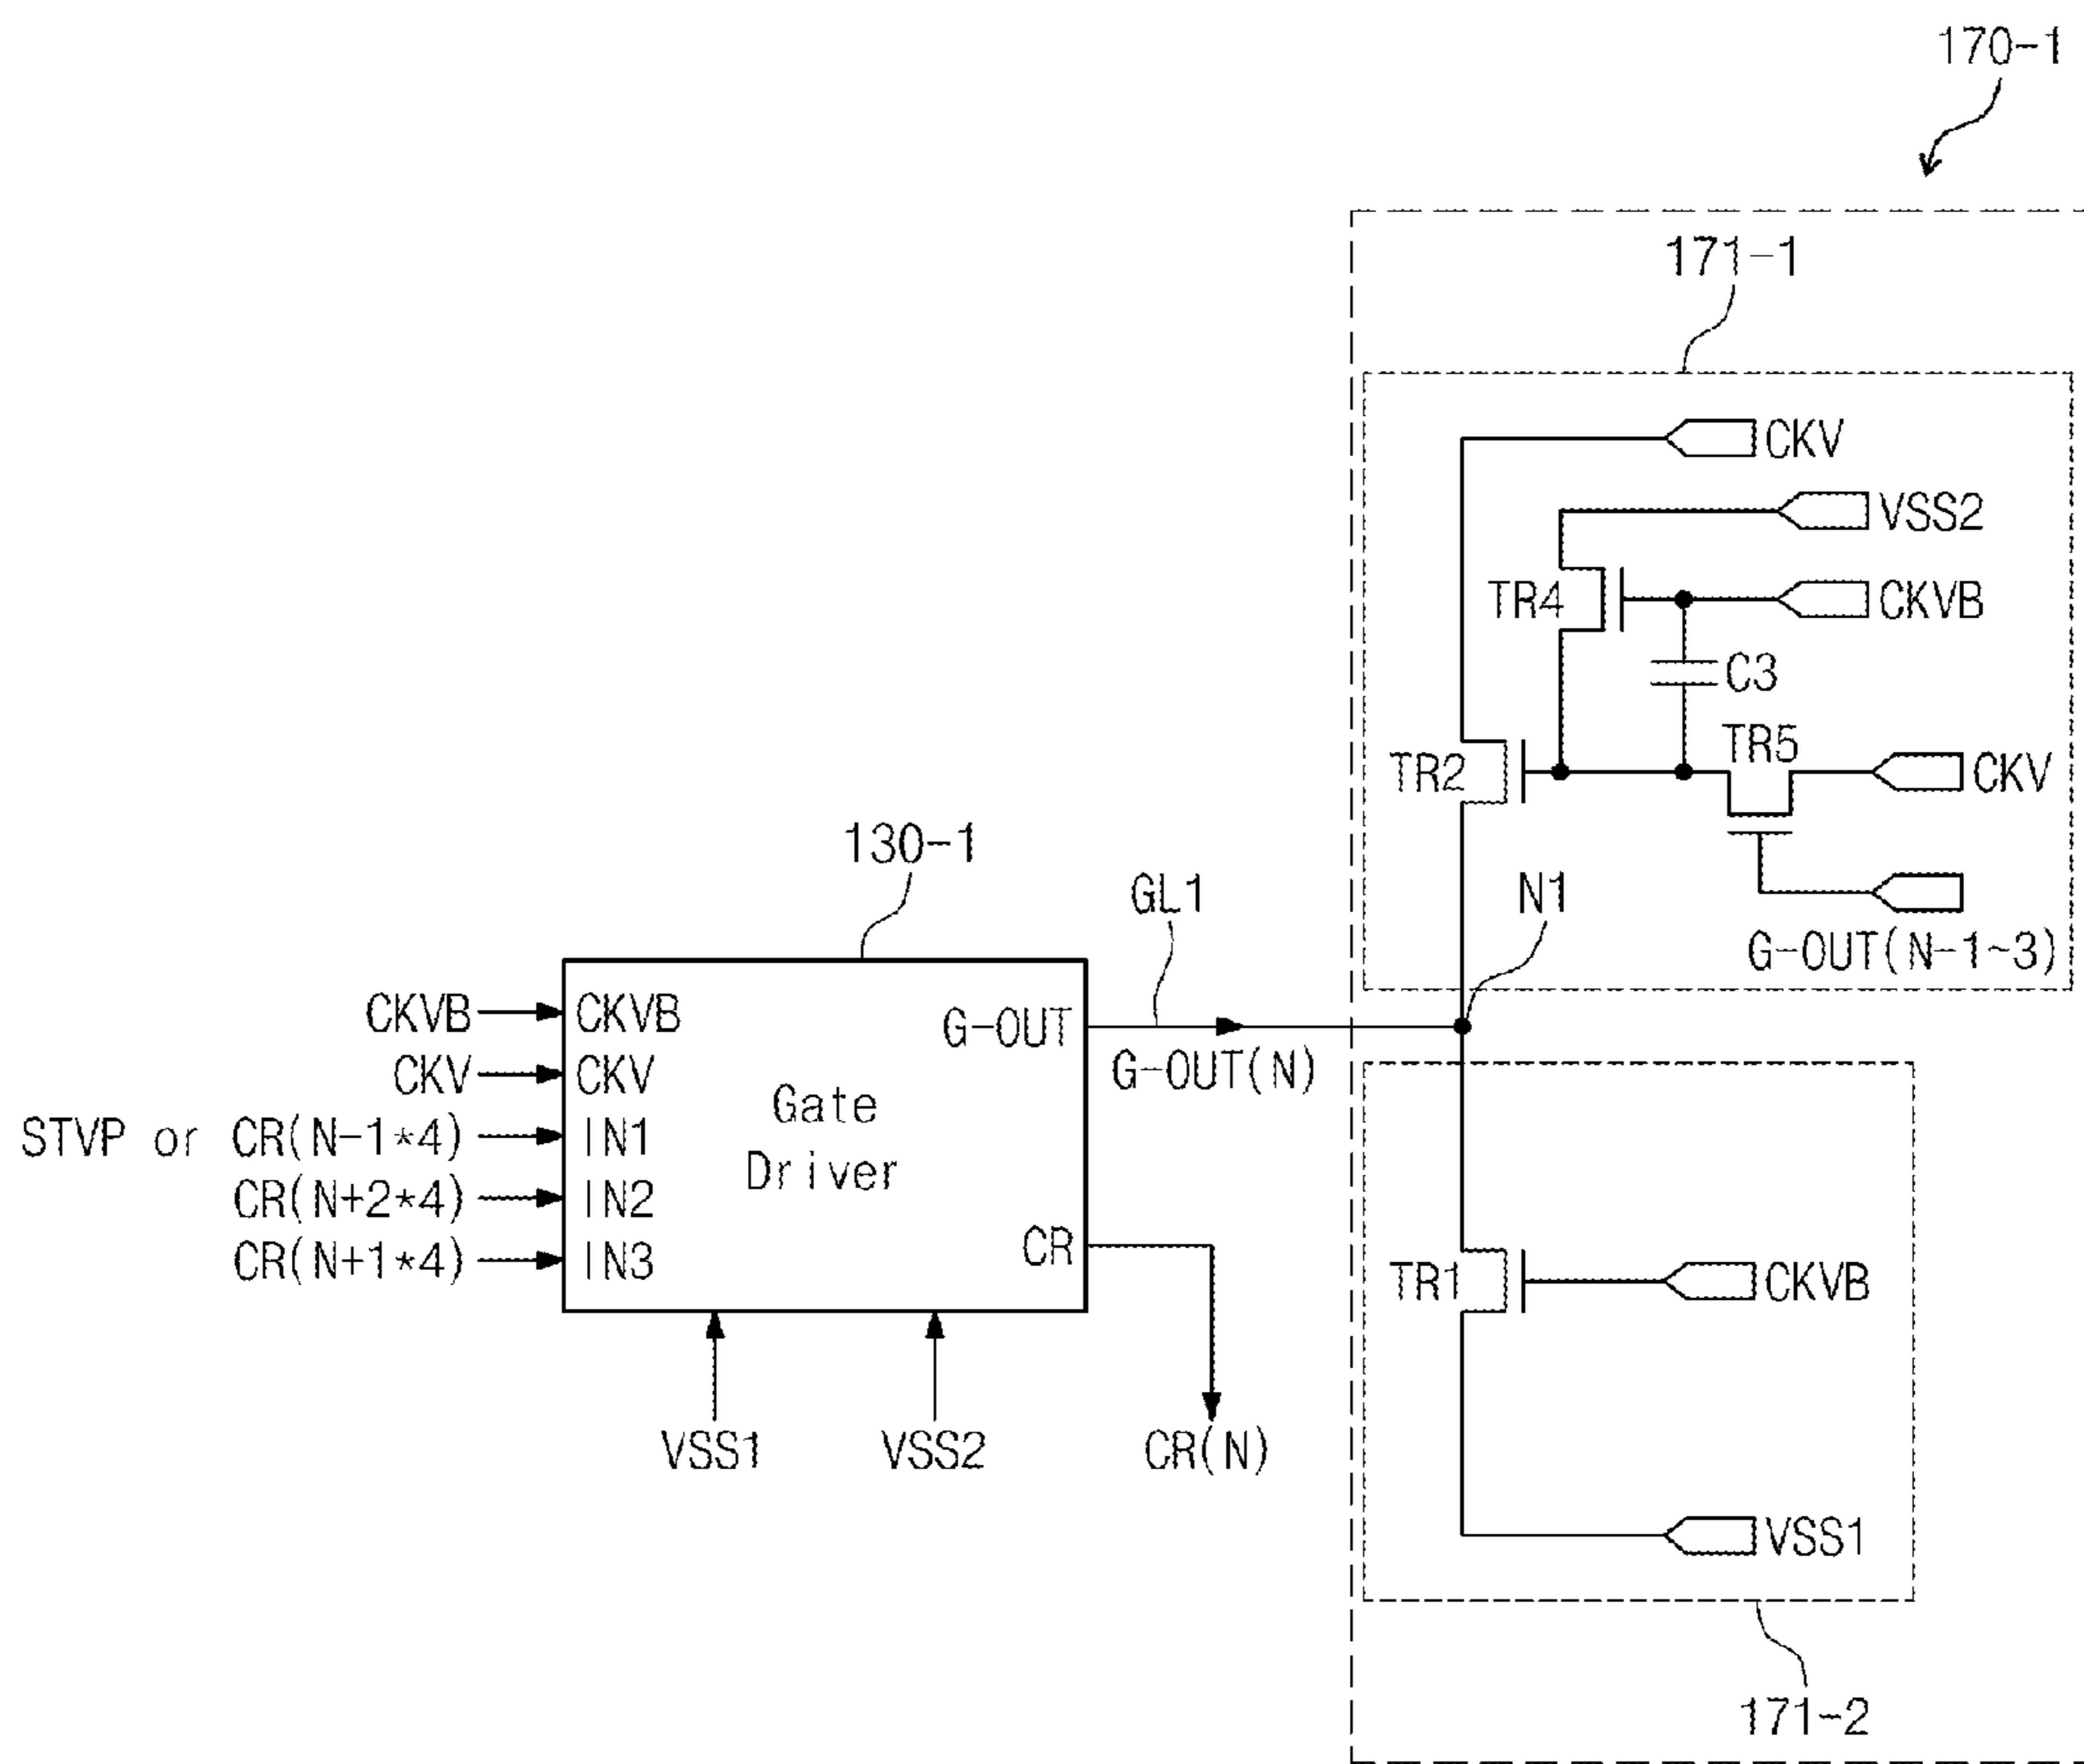 170-1
171-1
CKV
VSS2
TR4
CKVB
C3
TR5
TR2
CKV
130-1
GL1
N1
G-OUT(N-1~3)
CKVB
CKVB
G-OUT
G-OUT(N)
CKV
CKV
Gate
Driver
STVP or CR(N-1*4)
IN1
CR(N+2*4)
IN2
CR(N+1*4)
IN3
CR
TR1
CKVB
VSS1
VSS2
CR(N)
VSS1
171-2